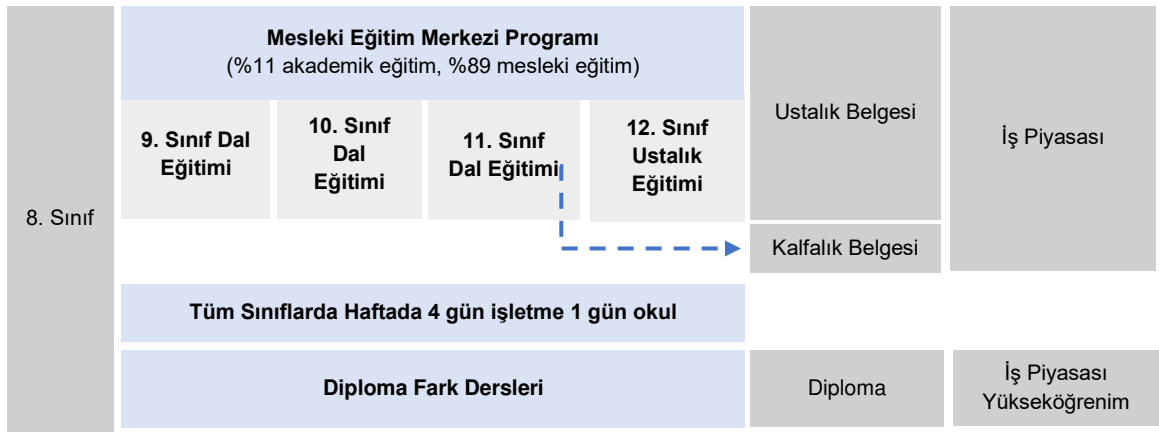 8. Sınıf
Mesleki Eğitim Merkezi Programı
(%11 akademik eğitim, %89 mesleki eğitim)
9. Sınıf Dal
Eğitimi
10. Sınıf
Dal
Eğitimi
11. Sınıf
Dal Eğitimi
12. Sınıf
Ustalık
Eğitimi
Ustalık Belgesi
Kalfalık Belgesi
İş Piyasası
Tüm Sınıflarda Haftada 4 gün işletme 1 gün okul
Diploma Fark Dersleri
Diploma
İş Piyasası
Yükseköğrenim